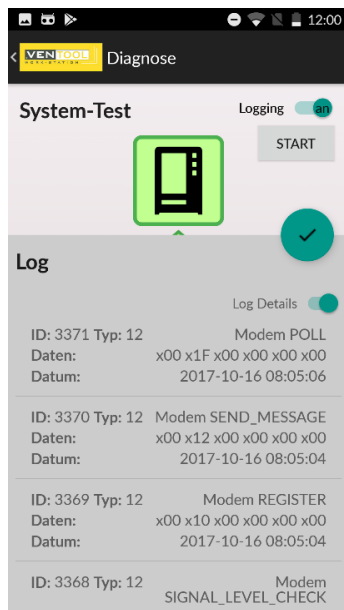 12:00
VENTOOL Diagnose
WORK-STATION
System-Test
Logging an
START
Log
Log Details
ID: 3371 Typ: 12 Modem POLL
Daten: x00 x1F x00 x00 x00 x00
Datum: 2017-10-16 08:05:06
ID: 3370 Typ: 12 Modem SEND_MESSAGE
Daten: x00 x12 x00 x00 x00 x00
Datum: 2017-10-16 08:05:04
ID: 3369 Typ: 12 Modem REGISTER
Daten: x00 x10 x00 x00 x00 x00
Datum: 2017-10-16 08:05:04
ID: 3368 Typ: 12 Modem
SIGNAL_LEVEL_CHECK